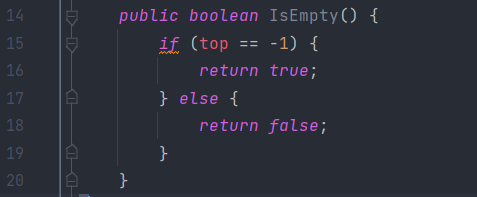 14 public boolean IsEmpty() {
15 if (top == -1) {
16 return true;
17 } else {
18 return false;
19 }
20 }